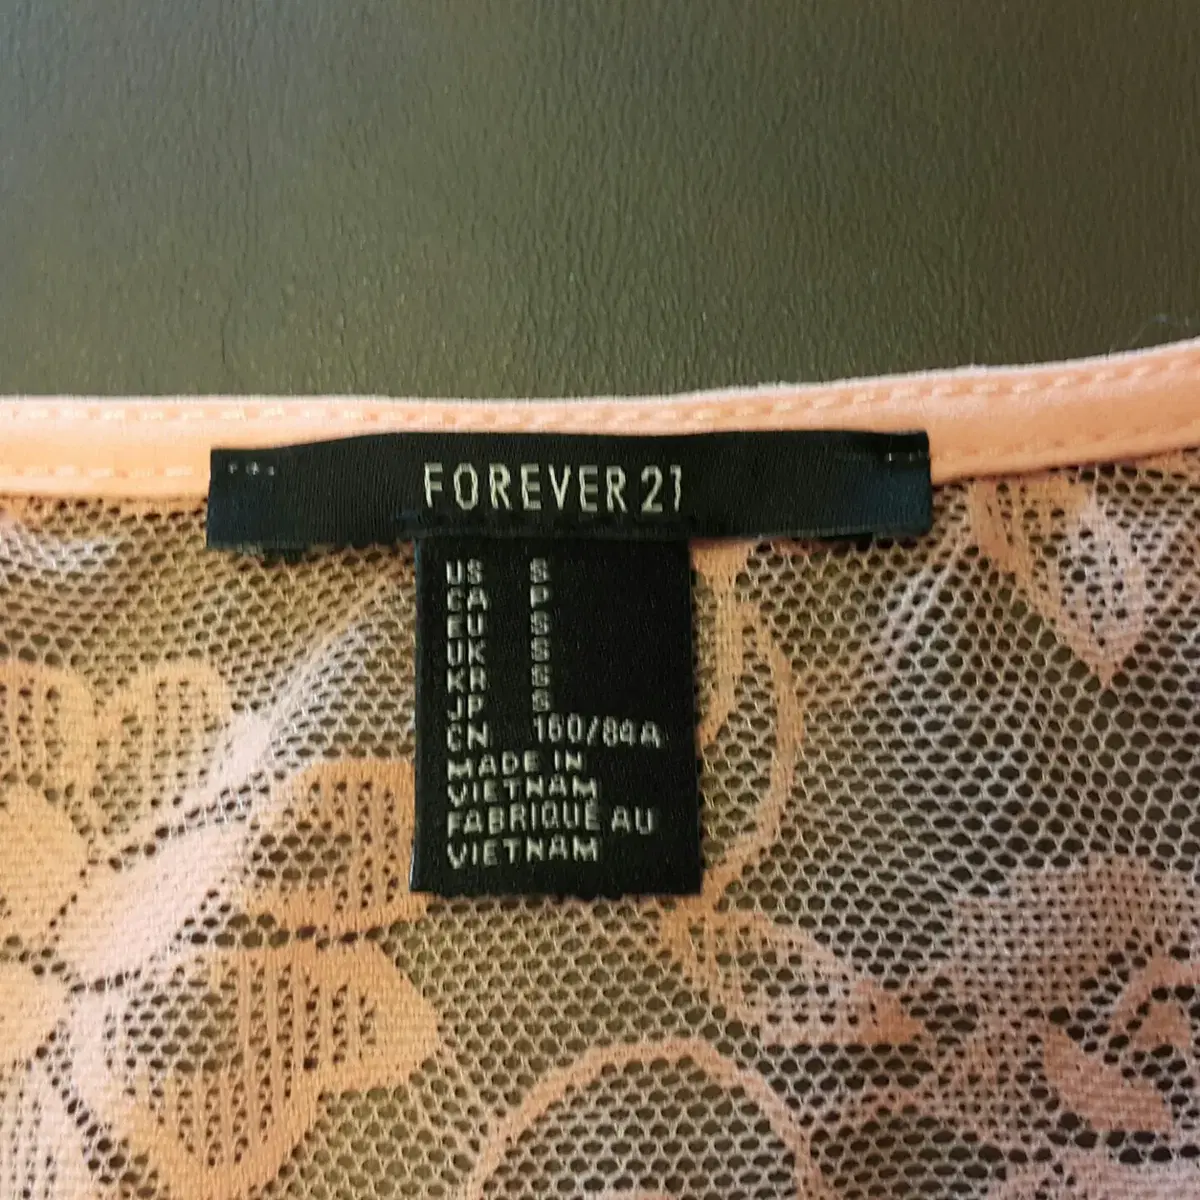 FOREVER 21
US S
CA P
EU S
UK S
KR S
JP S
CN 160/84A
MADE IN
VIETNAM
FABRIQUÉ AU
VIETNAM